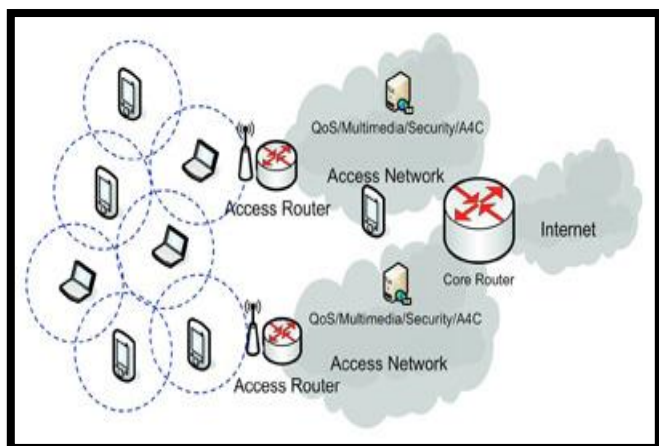 QoS/Multimedia/Security/A4C
Access Network
Access Router
Internet
Core Router
QoS/Multimedia/Security/A4C
Access Network
Access Router